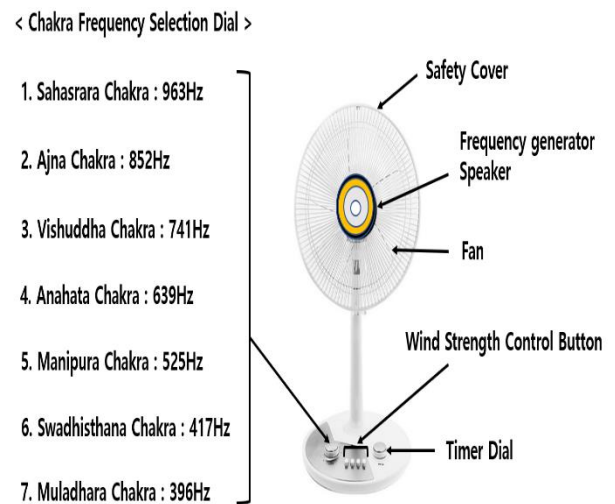 < Chakra Frequency Selection Dial >
1. Sahasrara Chakra : 963Hz
2. Ajna Chakra : 852Hz
3. Vishuddha Chakra : 741Hz
4. Anahata Chakra : 639Hz
5. Manipura Chakra : 525Hz
6. Swadhisthana Chakra : 417Hz
7. Muladhara Chakra : 396Hz
Safety Cover
Frequency generator
Speaker
Fan
Wind Strength Control Button
Timer Dial